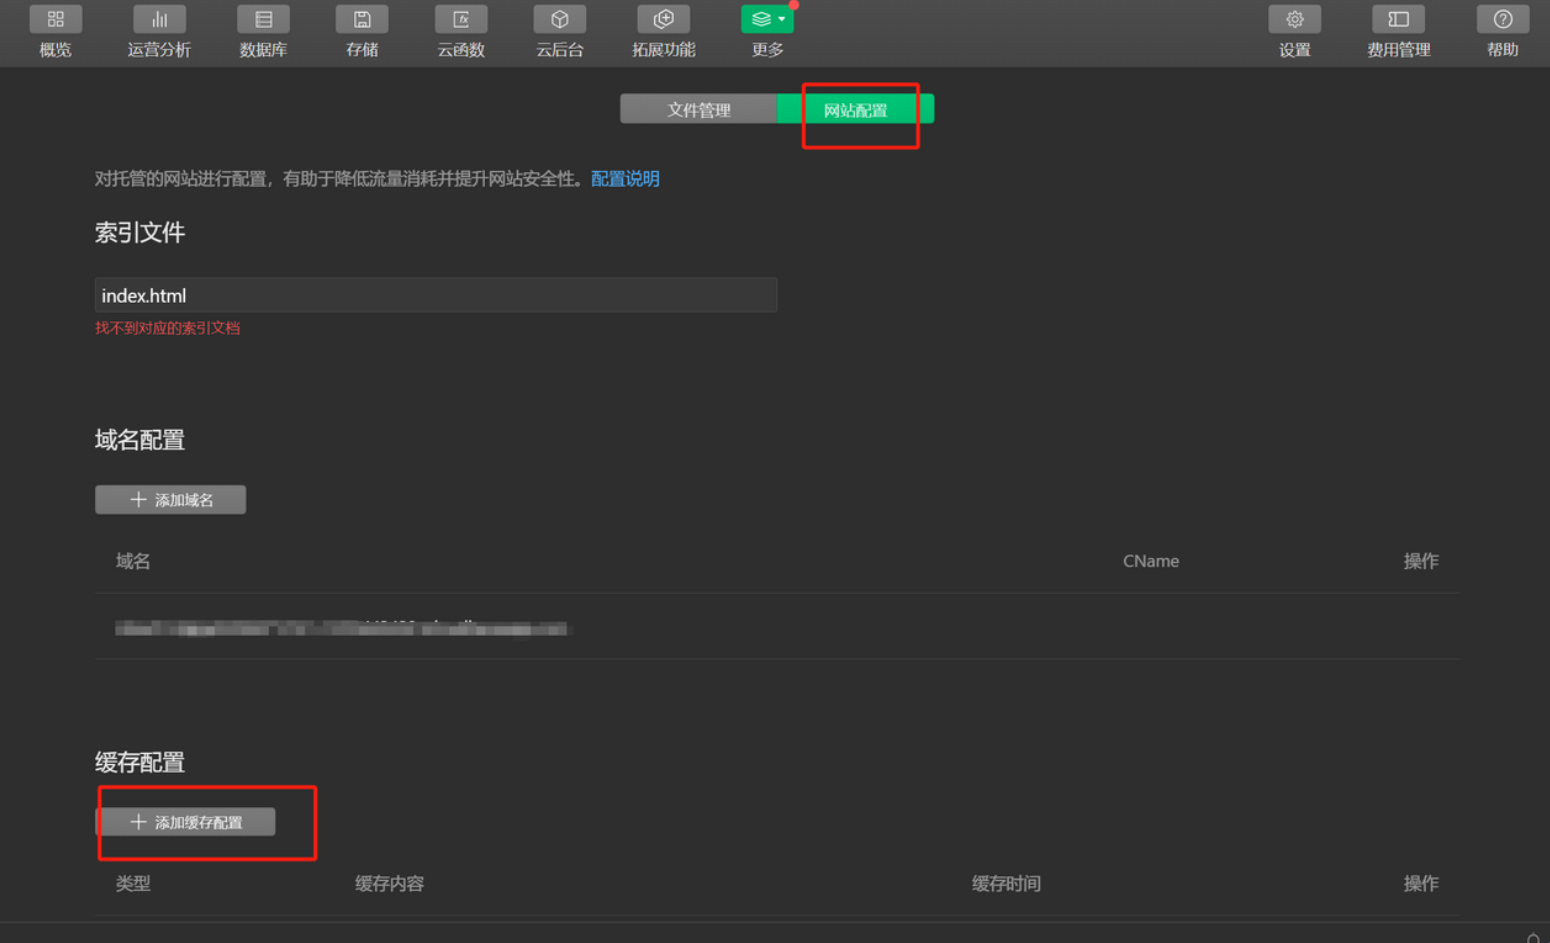 概览
运营分析
数据库
存储
云函数
云后台
拓展功能
更多
设置
费用管理
帮助
文件管理
网站配置
对托管的网站进行配置，有助于降低流量消耗并提升网站安全性。配置说明
索引文件
index.html
找不到对应的索引文档
域名配置
添加域名
域名 CName 操作
缓存配置
添加缓存配置
类型 缓存内容 缓存时间 操作